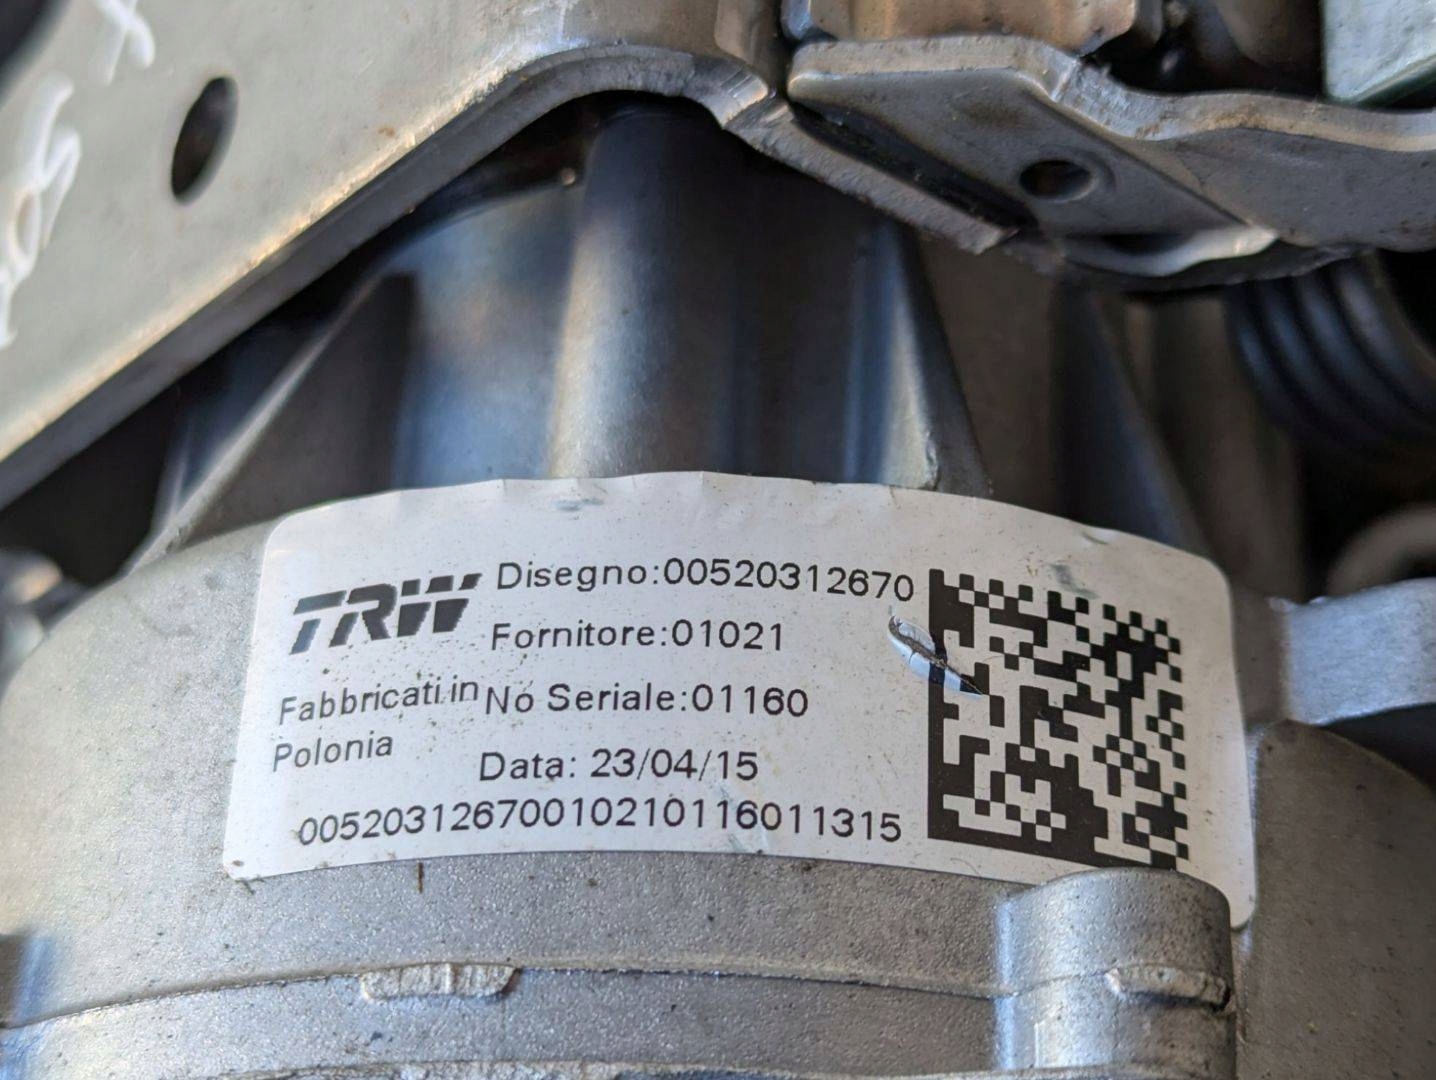 TRW
Disegno:00520312670
Fornitore:01021
Fabbricati in
Polonia
No Seriale:01160
Data: 23/04/15
00520312670010210116011315